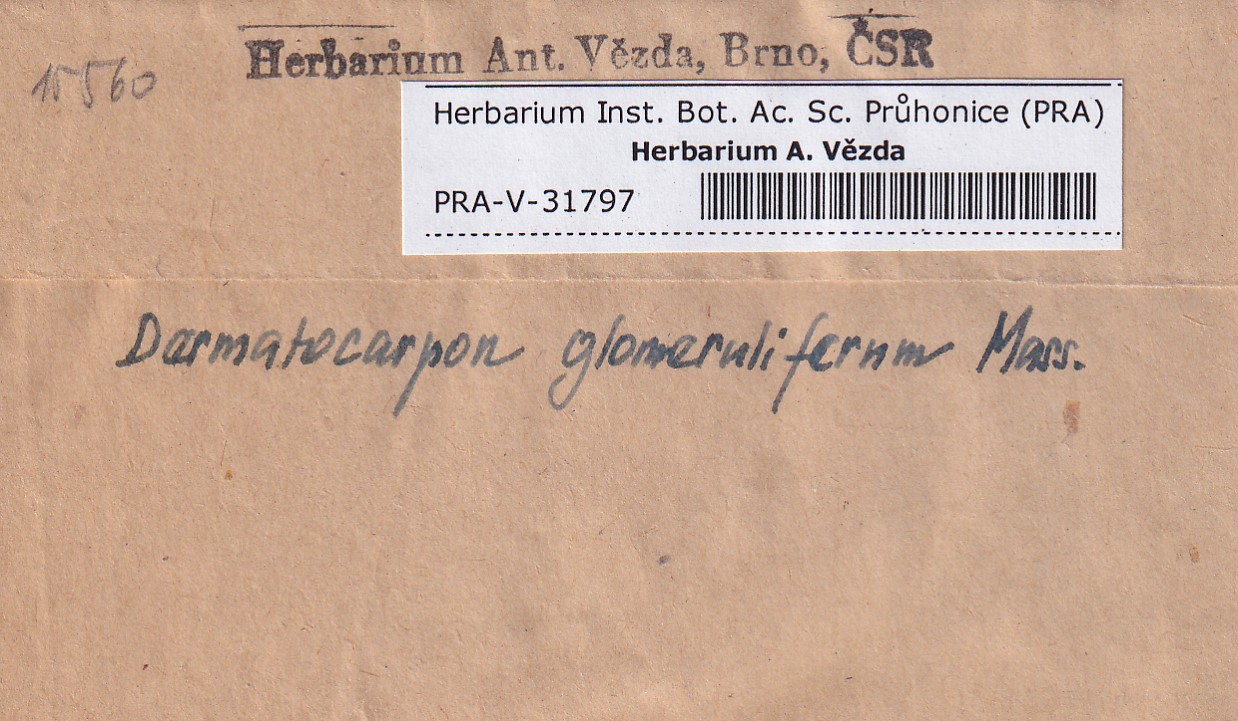 Herbarium Ant. Vězda, Brno, ČSR
15560
Herbarium Inst. Bot. Ac. Sc. Průhonice (PRA)
Herbarium A. Vězda
PRA-V-31797
Dermatocarpon glomeruliferum Mass.